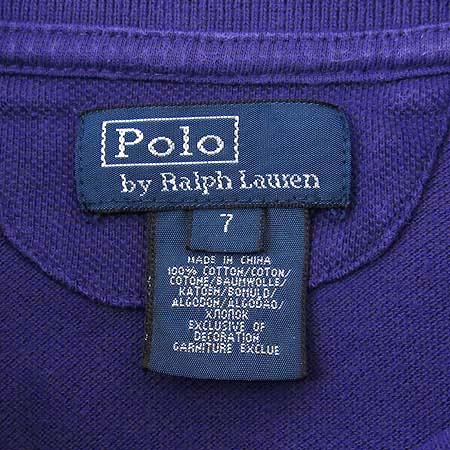 Polo
by Ralph Lauren
7
MADE IN CHINA
100% COTTON/COTON/
COTONE/BAUMWOLLE/
KATOEN/BOMULD/
ALGODON/ALGODAO/
ХЛОПОК
EXCLUSIVE OF
DECORATION
GARNITURE EXCLUE